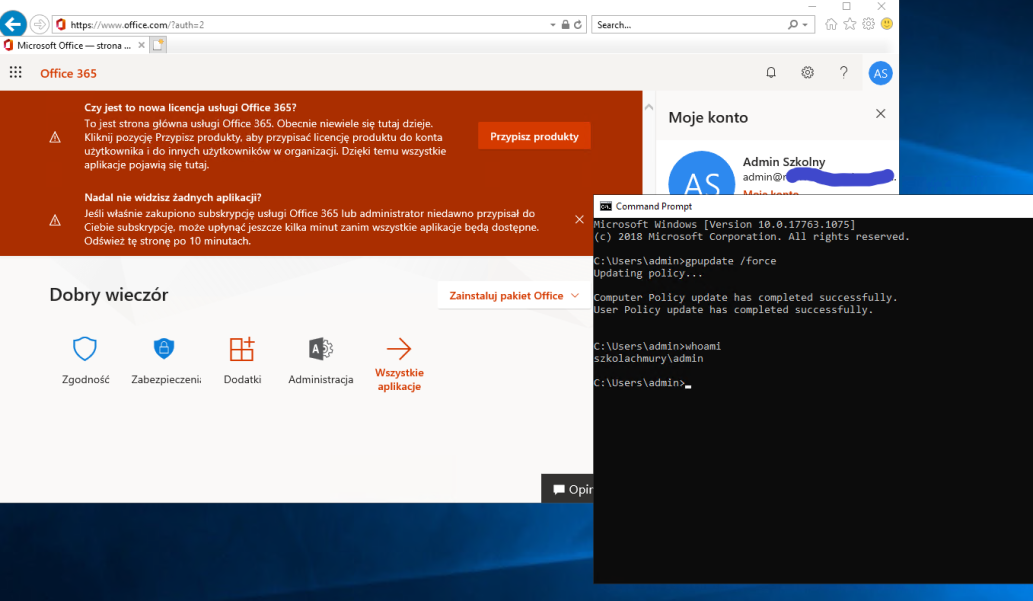 https://www.office.com/?auth=2
Search...
Microsoft Office — strona ...
Office 365
AS
Czy jest to nowa licencja usługi Office 365?
To jest strona główna usługi Office 365. Obecnie niewiele się tutaj dzieje.
Kliknij pozycję Przypisz produkty, aby przypisać licencję produktu do konta
użytkownika i do innych użytkowników w organizacji. Dzięki temu wszystkie
aplikacje pojawią się tutaj.
Przypisz produkty
Nadal nie widzisz żadnych aplikacji?
Jeśli właśnie zakupiono subskrypcję usługi Office 365 lub administrator niedawno przypisał do
Ciebie subskrypcję, może upłynąć jeszcze kilka minut zanim wszystkie aplikacje będą dostępne.
Odśwież tę stronę po 10 minutach.
Moje konto
AS
Admin Szkolny
admin@
Moje konto
Dobry wieczór
Zainstaluj pakiet Office
Zgodność
Zabezpieczeni
Dodatki
Administracja
Wszystkie
aplikacje
Opin
Command Prompt
Microsoft Windows [Version 10.0.17763.1075]
(c) 2018 Microsoft Corporation. All rights reserved.
C:\Users\admin>gpupdate /force
Updating policy...
Computer Policy update has completed successfully.
User Policy update has completed successfully.
C:\Users\admin>whoami
szkolachmury\admin
C:\Users\admin>